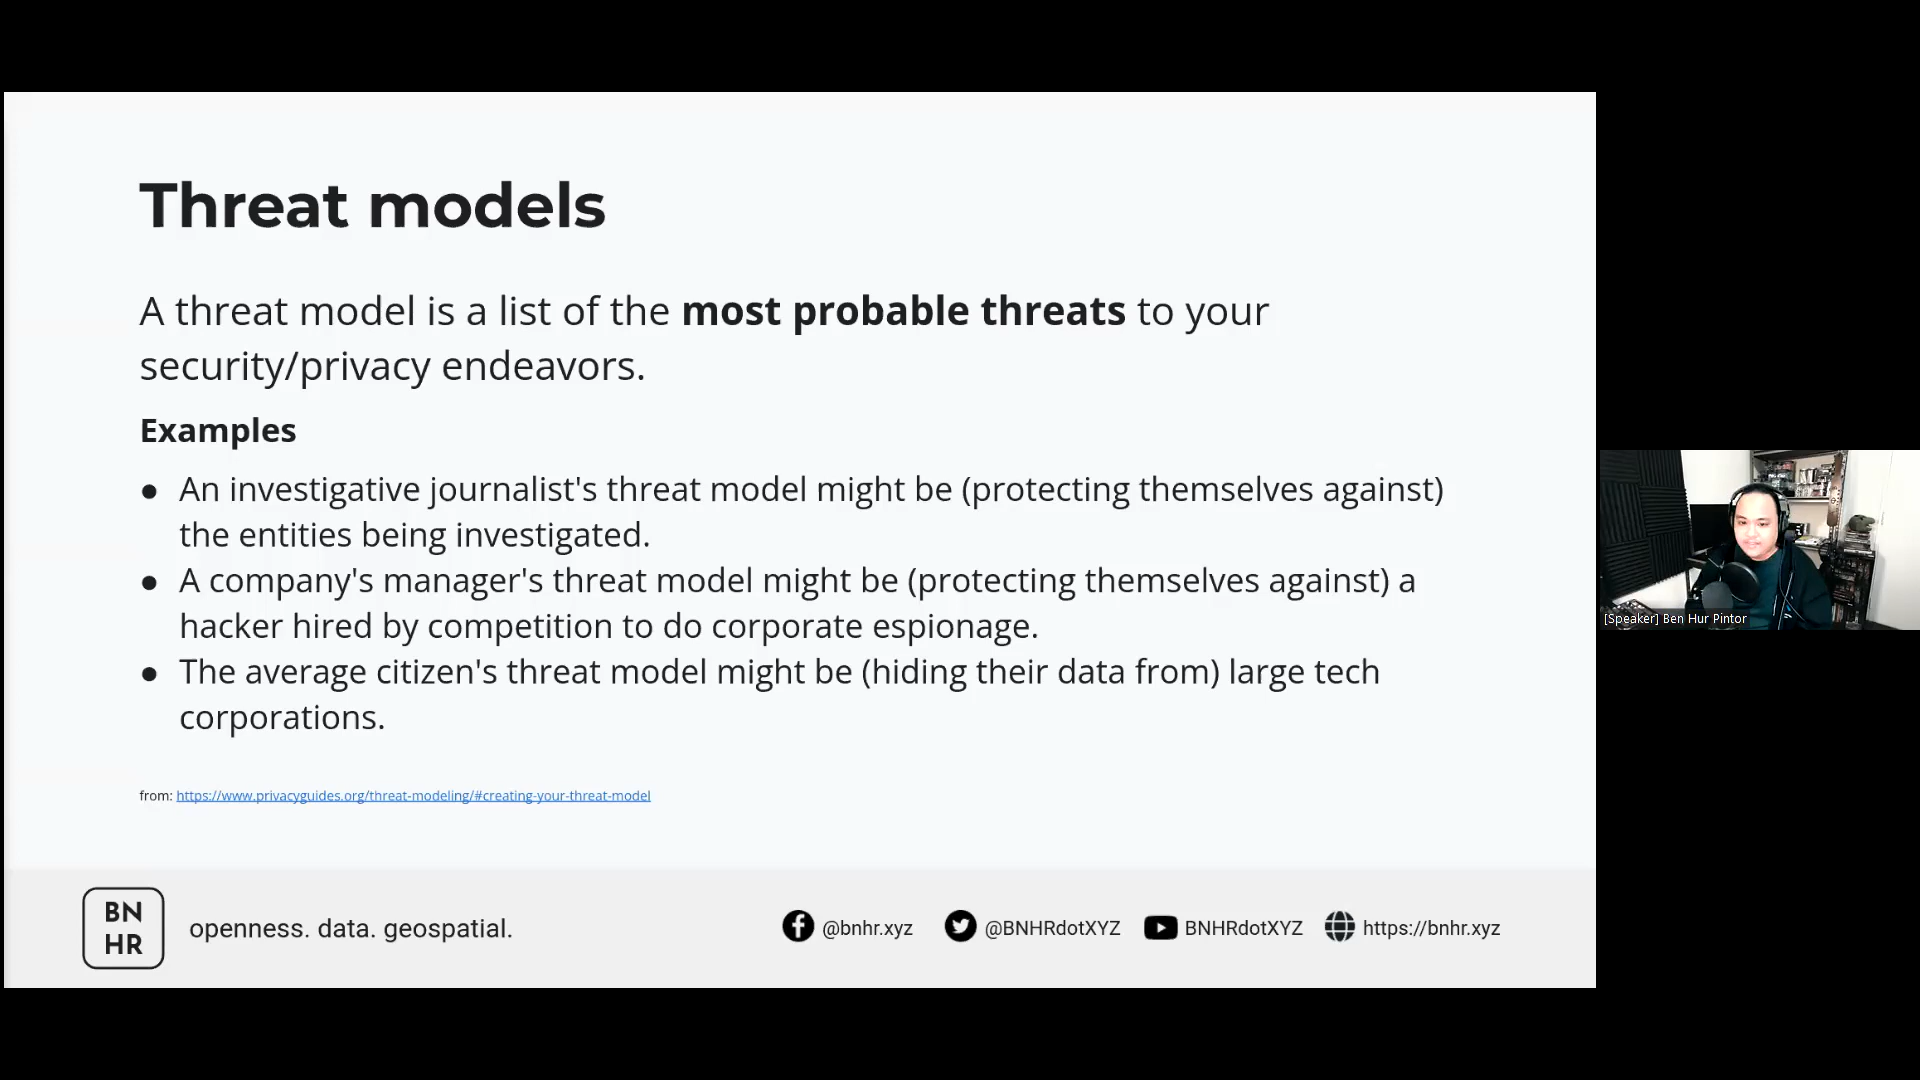 Threat models
A threat model is a list of the most probable threats to your
security/privacy endeavors.
Examples
● An investigative journalist's threat model might be (protecting themselves against)
the entities being investigated.
● A company's manager's threat model might be (protecting themselves against) a
hacker hired by competition to do corporate espionage.
● The average citizen's threat model might be (hiding their data from) large tech
corporations.
from: https://www.privacyguides.org/threat-modeling/#creating-your-threat-model
BN
HR
openness. data. geospatial.
@bnhr.xyz
@BNHRdotXYZ
BNHRdotXYZ
https://bnhr.xyz
[Speaker] Ben Hur Pintor